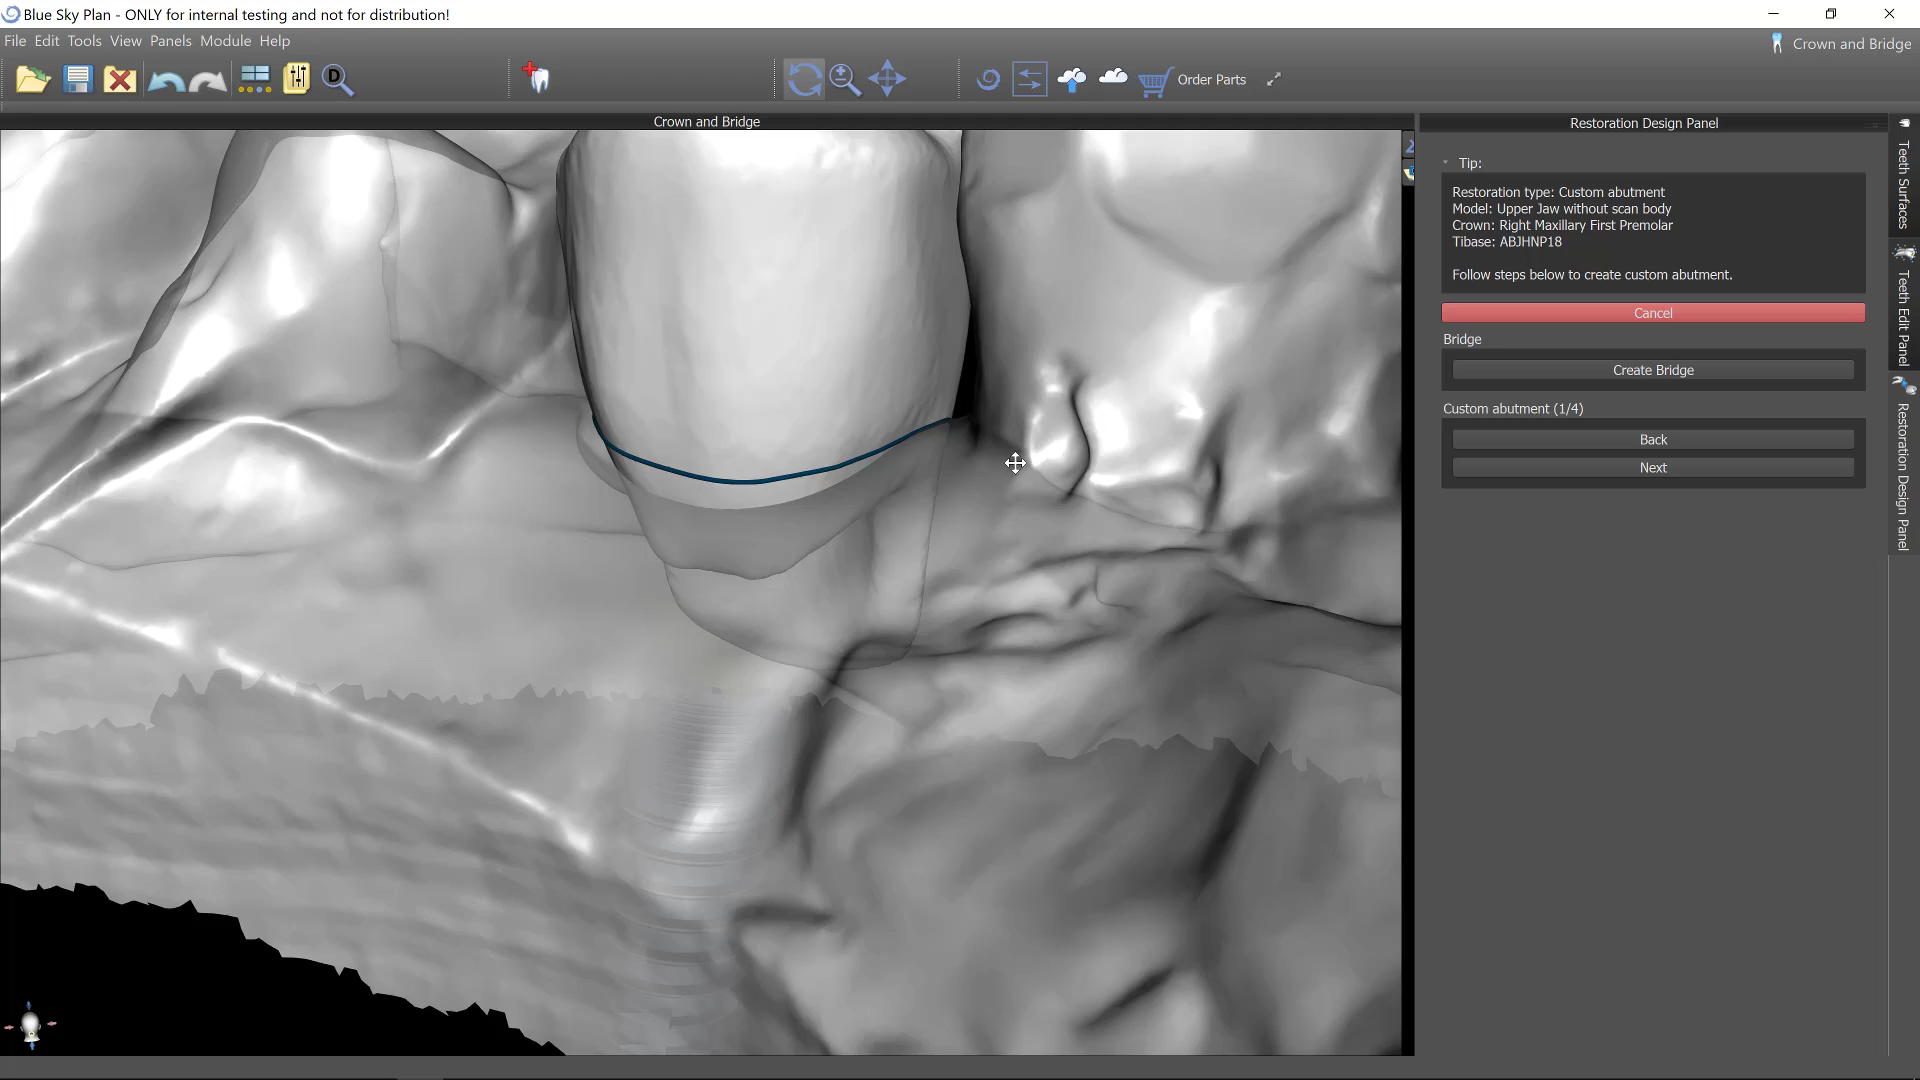 Blue Sky Plan - ONLY for internal testing and not for distribution!
File Edit Tools View Panels Module Help
Crown and Bridge
D
Order Parts
Crown and Bridge
Restoration Design Panel
Tip:
Restoration type: Custom abutment
Model: Upper Jaw without scan body
Crown: Right Maxillary First Premolar
Tibase: ABJHNP18
Follow steps below to create custom abutment.
Cancel
Bridge
Create Bridge
Custom abutment (1/4)
Back
Next
Teeth Surfaces
Teeth Edit Panel
Restoration Design Panel